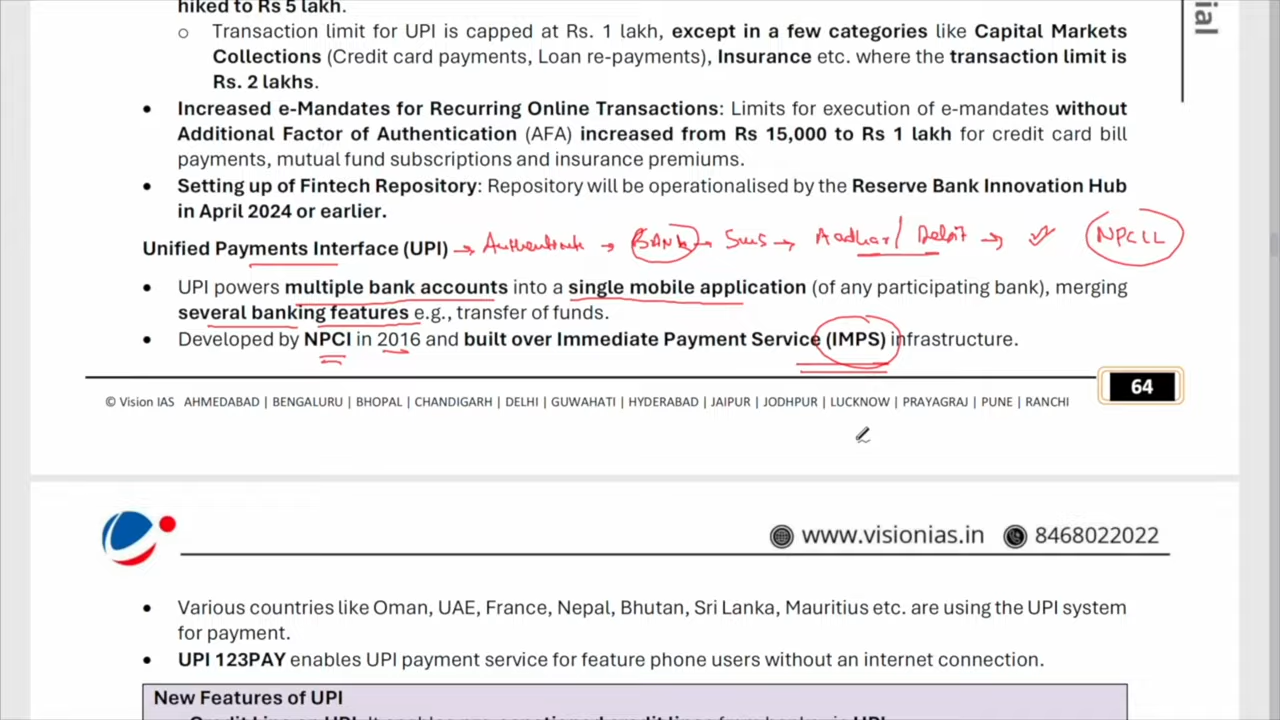 hiked to Rs 5 lakh.
ial
○ Transaction limit for UPI is capped at Rs. 1 lakh, except in a few categories like Capital Markets
Collections (Credit card payments, Loan re-payments), Insurance etc. where the transaction limit is
Rs. 2 lakhs.
• Increased e-Mandates for Recurring Online Transactions: Limits for execution of e-mandates without
Additional Factor of Authentication (AFA) increased from Rs 15,000 to Rs 1 lakh for credit card bill
payments, mutual fund subscriptions and insurance premiums.
• Setting up of Fintech Repository: Repository will be operationalised by the Reserve Bank Innovation Hub
in April 2024 or earlier.
Unified Payments Interface (UPI) → Authenticate → BANK → SMS → Aadhar/ Debit → ✓ NPCIL
• UPI powers multiple bank accounts into a single mobile application (of any participating bank), merging
several banking features e.g., transfer of funds.
• Developed by NPCI in 2016 and built over Immediate Payment Service (IMPS) infrastructure.
64
© Vision IAS AHMEDABAD | BENGALURU | BHOPAL | CHANDIGARH | DELHI | GUWAHATI | HYDERABAD | JAIPUR | JODHPUR | LUCKNOW | PRAYAGRAJ | PUNE | RANCHI
www.visionias.in 8468022022
• Various countries like Oman, UAE, France, Nepal, Bhutan, Sri Lanka, Mauritius etc. are using the UPI system
for payment.
• UPI 123PAY enables UPI payment service for feature phone users without an internet connection.
New Features of UPI